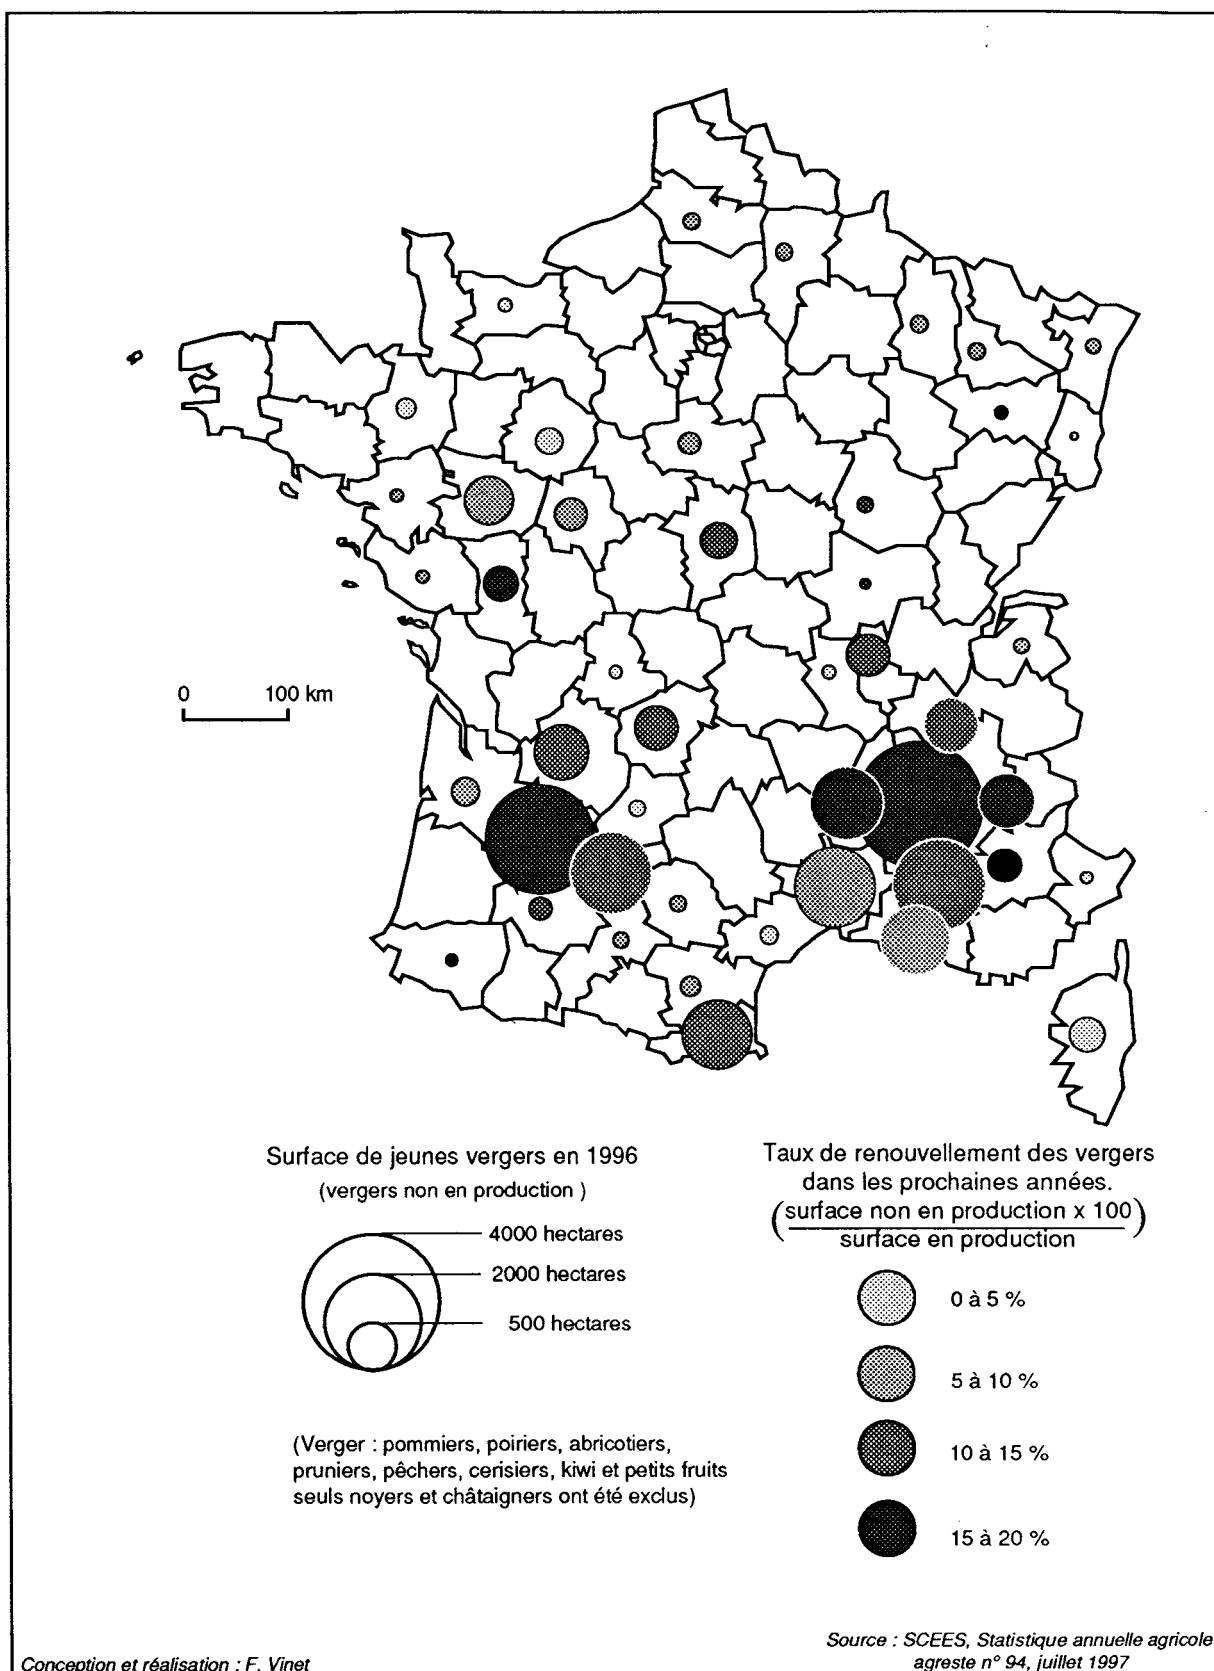 0 100 km
Surface de jeunes vergers en 1996
(vergers non en production )
4000 hectares
2000 hectares
500 hectares
(Verger : pommiers, poiriers, abricotiers,
pruniers, pêchers, cerisiers, kiwi et petits fruits
seuls noyers et châtaigners ont été exclus)
Taux de renouvellement des vergers
dans les prochaines années.
(surface non en production x 100)
surface en production
0 à 5 %
5 à 10 %
10 à 15 %
15 à 20 %
Source : SCEES, Statistique annuelle agricole
agreste n° 94, juillet 1997
Conception et réalisation : F. Vinet